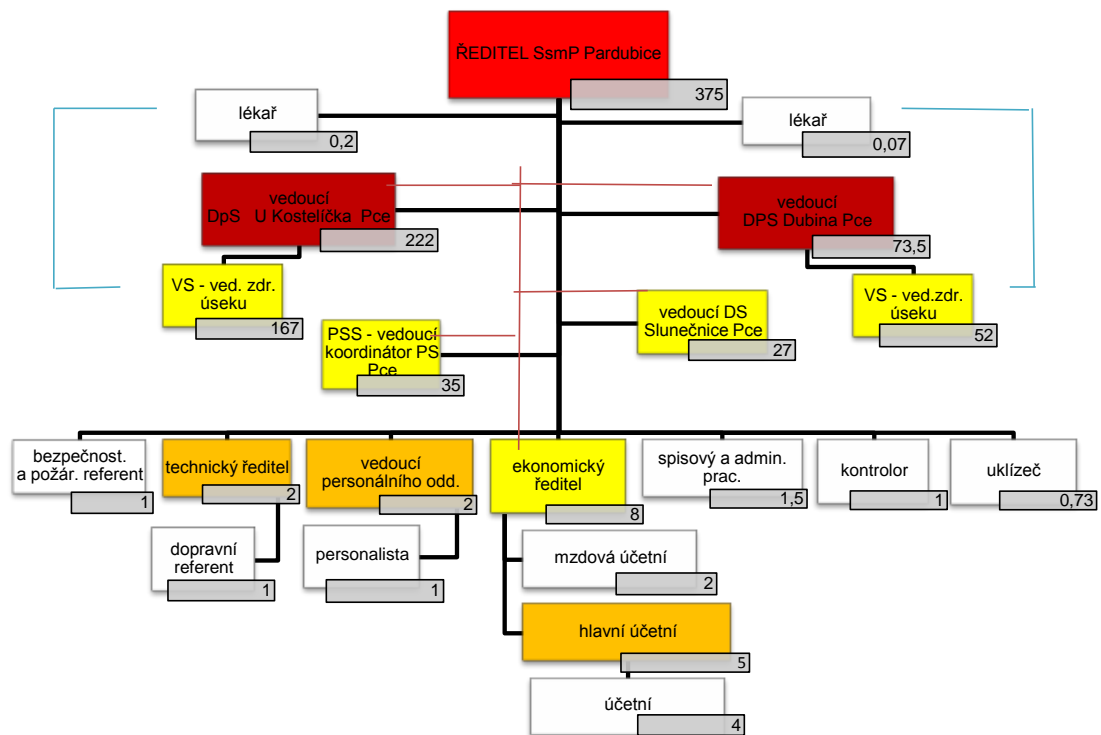 ŘEDITEL SsmP Pardubice
375
lékař
0,2
lékař
0,07
vedoucí
DpS U Kostelíčka Pce
222
vedoucí
DPS Dubina Pce
73,5
VS - ved. zdr.
úseku
167
VS - ved.zdr.
úseku
52
vedoucí DS
Slunečnice Pce
27
PSS - vedoucí
koordinátor PS
Pce
35
bezpečnost.
a požár. referent
1
technický ředitel
2
vedoucí
personálního odd.
2
ekonomický
ředitel
8
spisový a admin.
prac.
1,5
kontrolor
1
uklízeč
0,73
dopravní
referent
1
personalista
1
mzdová účetní
2
hlavní účetní
5
účetní
4